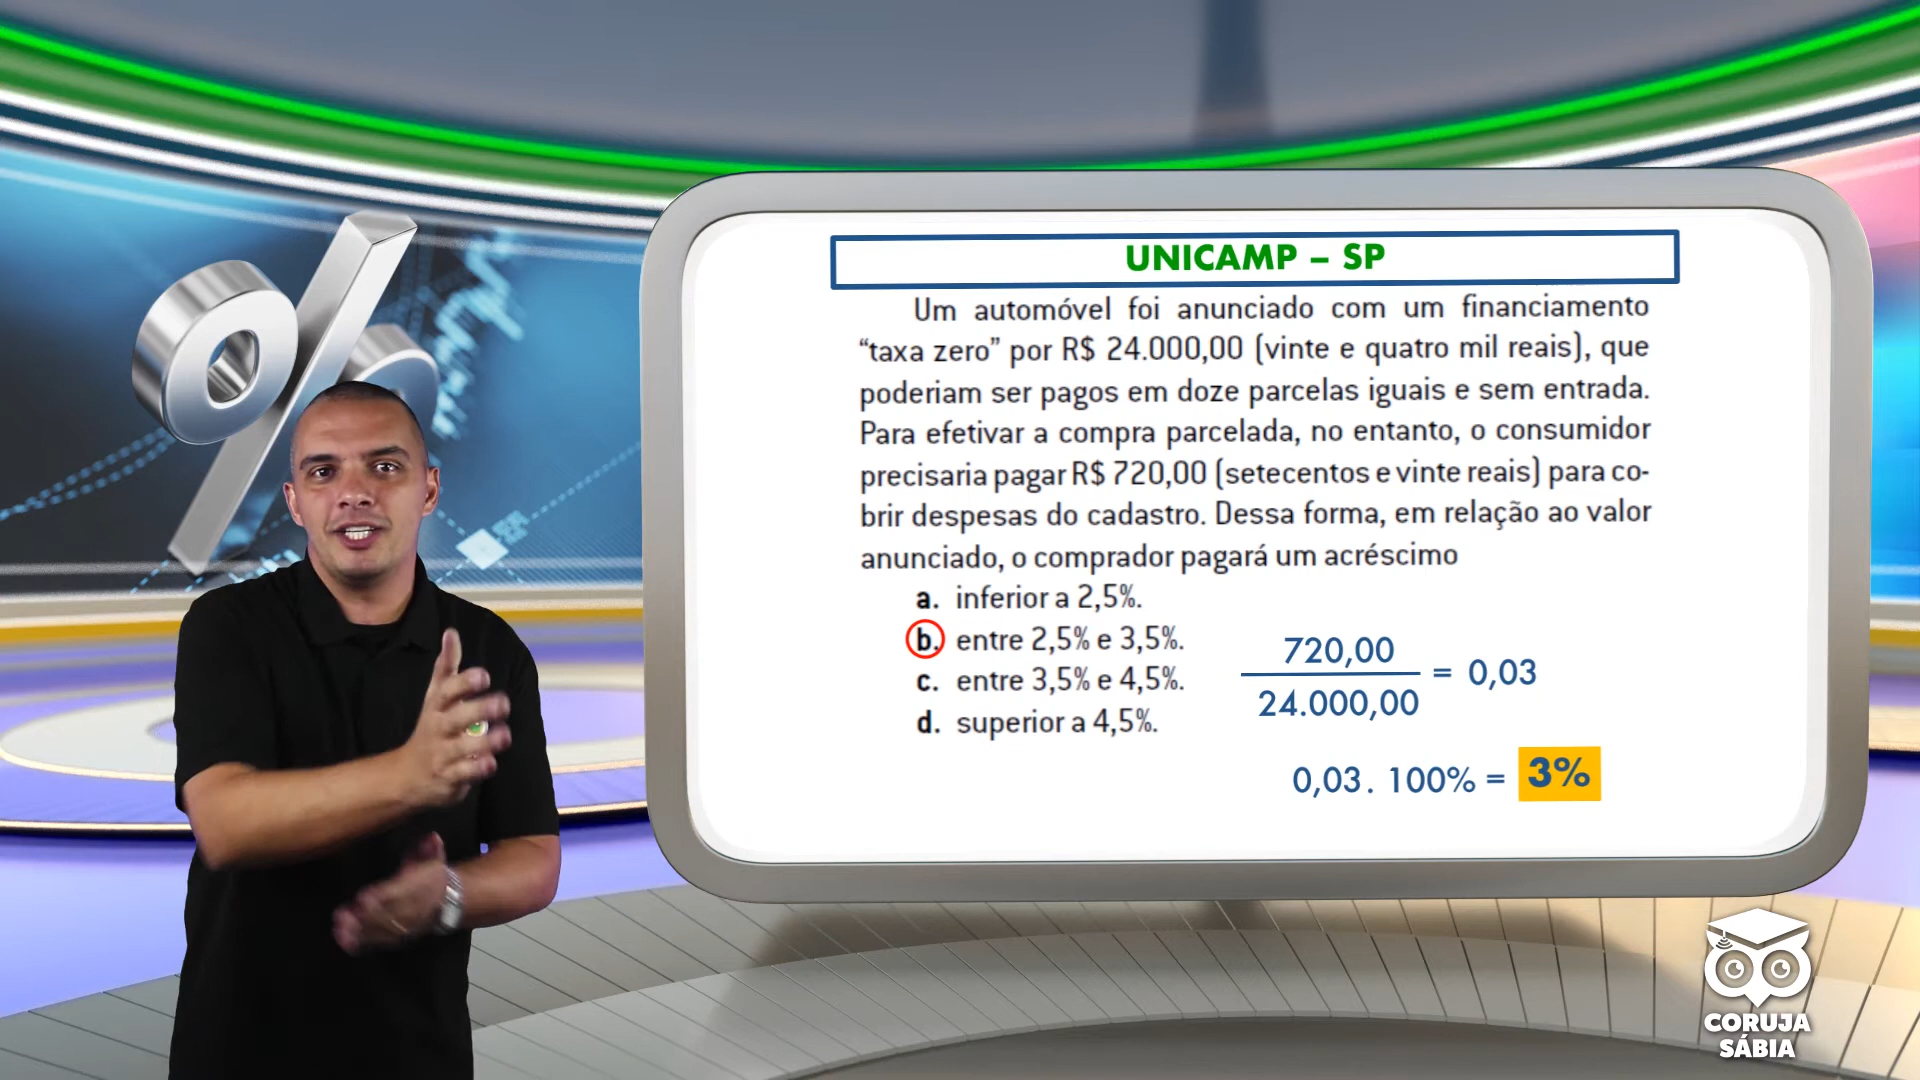 UNICAMP – SP
Um automóvel foi anunciado com um financiamento
“taxa zero” por R$ 24.000,00 (vinte e quatro mil reais), que
poderiam ser pagos em doze parcelas iguais e sem entrada.
Para efetivar a compra parcelada, no entanto, o consumidor
precisaria pagar R$ 720,00 (setecentos e vinte reais) para co-
brir despesas do cadastro. Dessa forma, em relação ao valor
anunciado, o comprador pagará um acréscimo
a. inferior a 2,5%.
b. entre 2,5% e 3,5%.
c. entre 3,5% e 4,5%.
d. superior a 4,5%.
720,00
24.000,00
= 0,03
0,03. 100% = 3%
%
CORUJA
SÁBIA